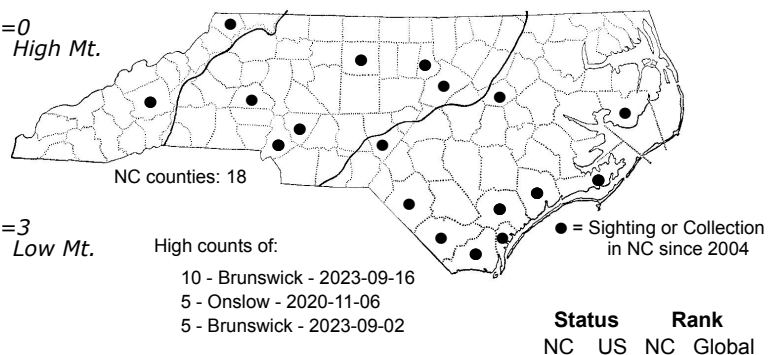 =0
High Mt.
NC counties: 18
=3
Low Mt.
High counts of:
10 - Brunswick - 2023-09-16
5 - Onslow - 2020-11-06
5 - Brunswick - 2023-09-02
● = Sighting or Collection
in NC since 2004
Status Rank
NC US NC Global